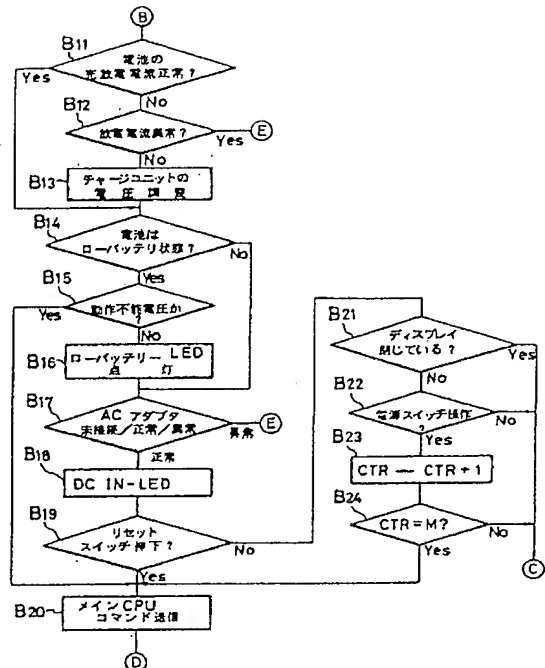 B
B11
電池の
充放電電流正常?
Yes
No
B12
放電電流異常?
E
Yes
No
B13
チャージユニットの
電圧調整
B14
電池は
ローバッテリ状態?
No
Yes
B15
動作不能電圧か
?
Yes
No
B16
ローバッテリー LED
点灯
B17
AC アダプタ
未接続/正常/異常
E
異常
正常
B18
DC IN-LED
B19
リセット
スイッチ押下?
No
Yes
B20
メインCPU
コマンド送信
D
B21
ディスプレイ
閉じている?
Yes
No
B22
電源スイッチ操作
?
No
Yes
B23
CTR ← CTR+1
B24
CTR=M?
No
Yes
C